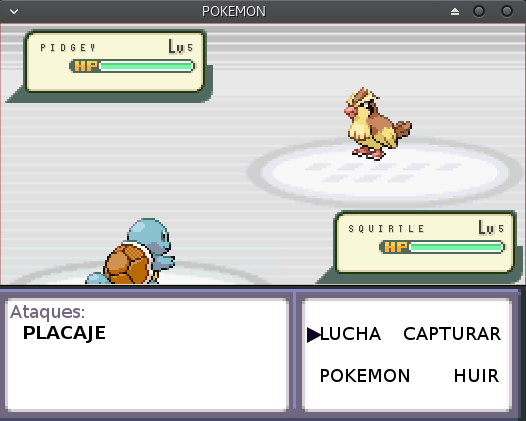 POKEMON
PIDGEY Lv5
HP
SQUIRTLE Lv5
HP
Ataques:
PLACAJE
▶LUCHA CAPTURAR
POKEMON HUIR